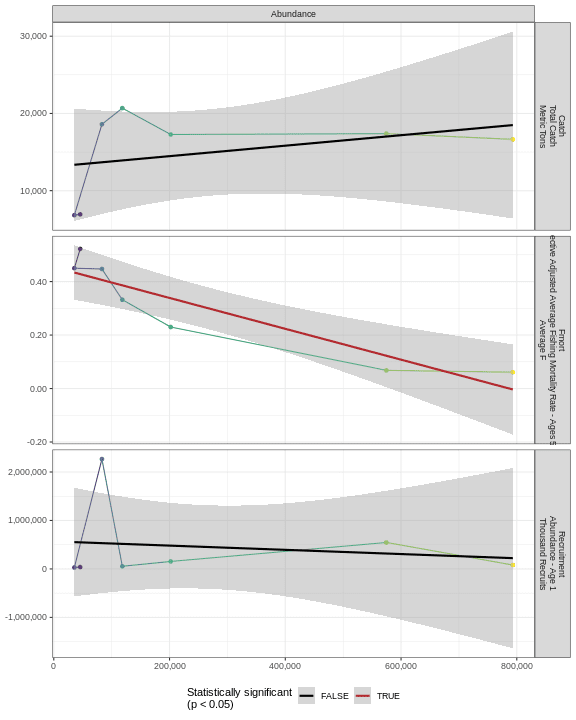 Abundance
30,000
20,000
10,000
Catch
Total Catch
Metric Tons
0.40
0.20
0.00
-0.20
Fmort
Adjusted Average Fishing Mortality Rate - Ages
Average F
2,000,000
1,000,000
0
-1,000,000
Recruitment
Abundance - Age 1
Thousand Recruits
0
200,000
400,000
600,000
800,000
Statistically significant
(p < 0.05)
FALSE
TRUE